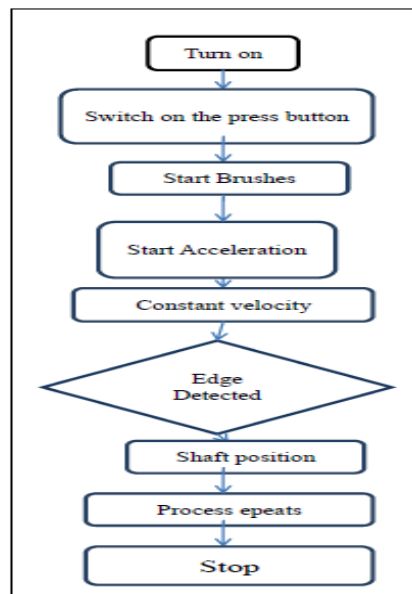 Turn on
Switch on the press button
Start Brushes
Start Acceleration
Constant velocity
Edge
Detected
Shaft position
Process epeats
Stop